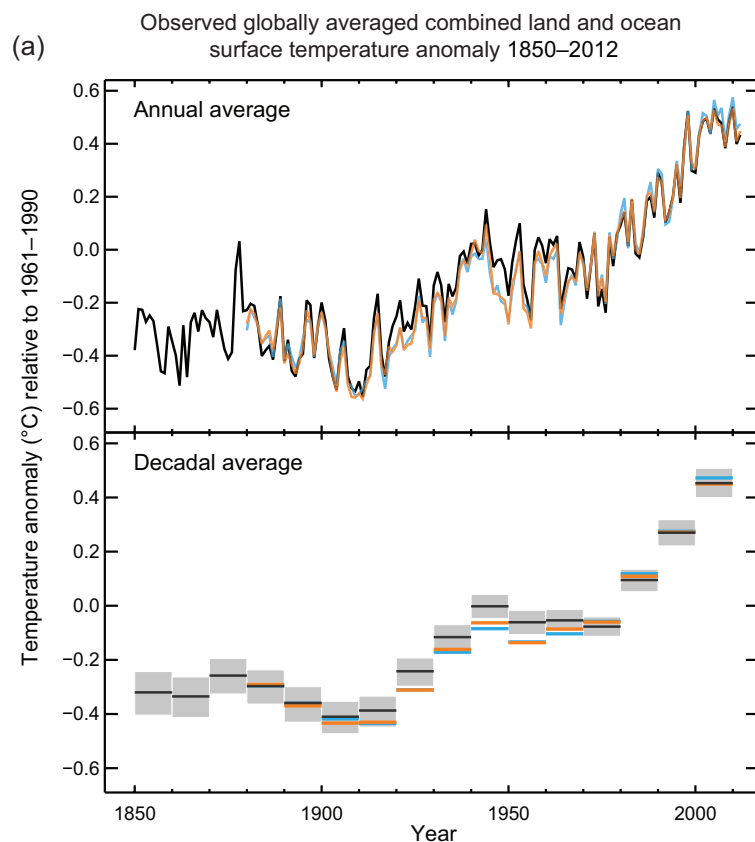 Observed globally averaged combined land and ocean
(a)
surface temperature anomaly 1850–2012
Temperature anomaly (°C) relative to 1961–1990
Annual average
0.6
0.4
0.2
0.0
−0.2
−0.4
−0.6
Decadal average
0.6
0.4
0.2
0.0
−0.2
−0.4
−0.6
1850 1900 1950 2000
Year